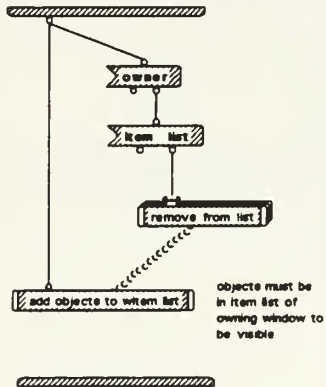 owner
item list
remove from list
add objects to witem list
objects must be
in item list of
owning window to
be visible